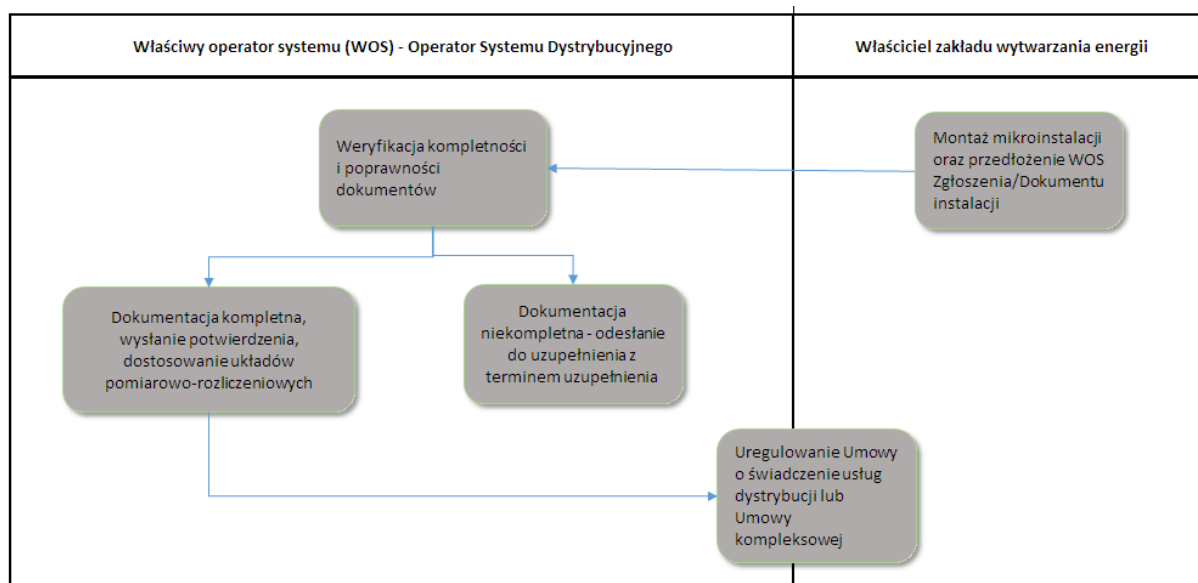 Właściwy operator systemu (WOS) - Operator Systemu Dystrybucyjnego
Właściciel zakładu wytwarzania energii
Montaż mikroinstalacji
oraz przedłożenie WOS
Zgłoszenia/Dokumentu
instalacji
Weryfikacja kompletności
i poprawności
dokumentów
Dokumentacja kompletna,
wysłanie potwierdzenia,
dostosowanie układów
pomiarowo-rozliczeniowych
Dokumentacja
niekompletna - odesłanie
do uzupełnienia z
terminem uzupełnienia
Uregulowanie Umowy
o świadczenie usług
dystrybucji lub
Umowy
kompleksowej